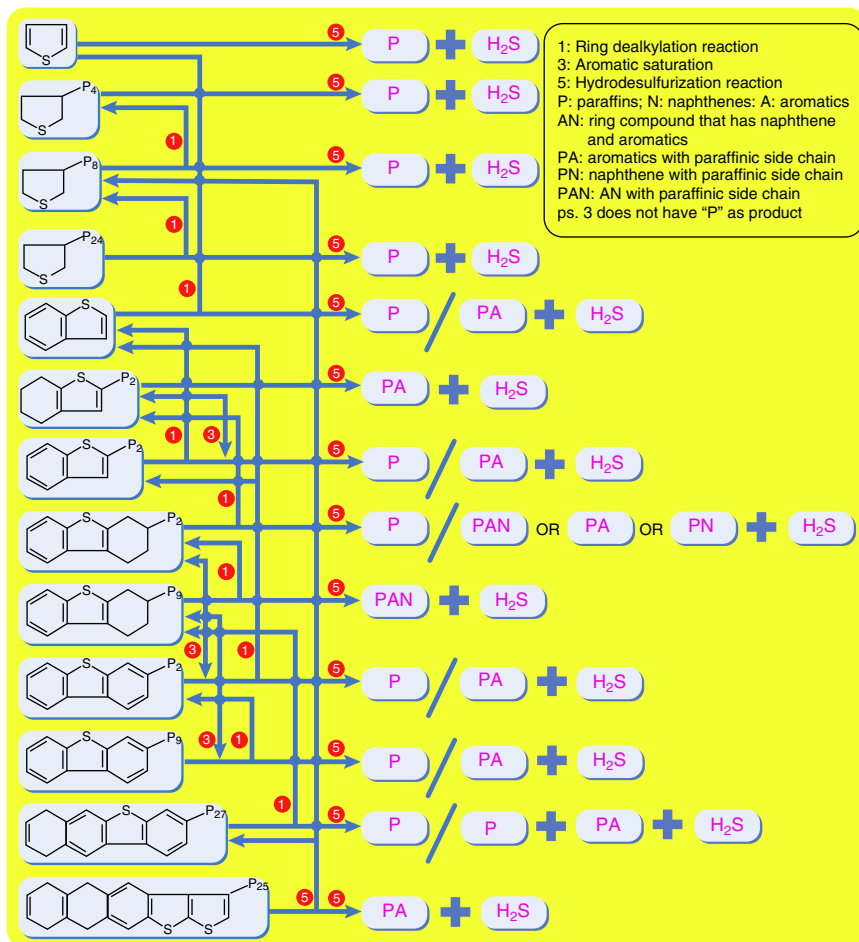 S
5
P
H₂S
1: Ring dealkylation reaction
3: Aromatic saturation
5: Hydrodesulfurization reaction
P: paraffins; N: naphthenes: A: aromatics
AN: ring compound that has naphthene
and aromatics
PA: aromatics with paraffinic side chain
PN: naphthene with paraffinic side chain
PAN: AN with paraffinic side chain
ps. 3 does not have “P” as product
P₄
S
5
P
H₂S
1
P₈
S
5
P
H₂S
1
P₂₄
S
5
P
H₂S
1
S
5
P
PA
H₂S
S
P₂
5
PA
H₂S
1
3
S
P₂
5
P
PA
H₂S
1
S
P₂
5
P
PAN
OR
PA
OR
PN
H₂S
1
S
P₉
5
PAN
H₂S
3
1
S
P₂
5
P
PA
H₂S
3
1
S
P₉
5
P
PA
H₂S
1
S
P₂₇
5
P
P
PA
H₂S
P₂₅
S
S
5
5
PA
H₂S